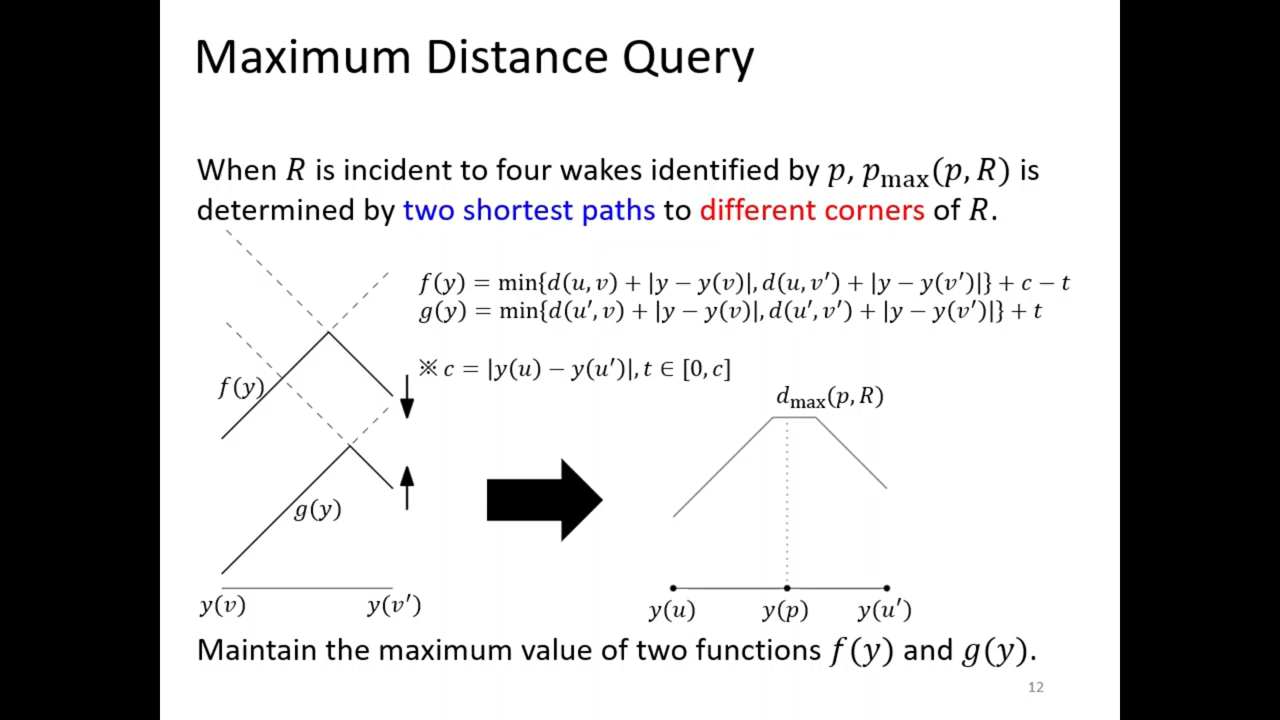 Maximum Distance Query
When R is incident to four wakes identified by p, pmax(p, R) is
determined by two shortest paths to different corners of R.
f(y) = min{d(u, v) + |y − y(v)|, d(u, v′) + |y − y(v′)|} + c − t
g(y) = min{d(u′, v) + |y − y(v)|, d(u′, v′) + |y − y(v′)|} + t
※ c = |y(u) − y(u′)|, t ∈ [0, c]
f(y)
dmax(p, R)
g(y)
y(v) y(v′)
y(u) y(p) y(u′)
Maintain the maximum value of two functions f(y) and g(y).
12